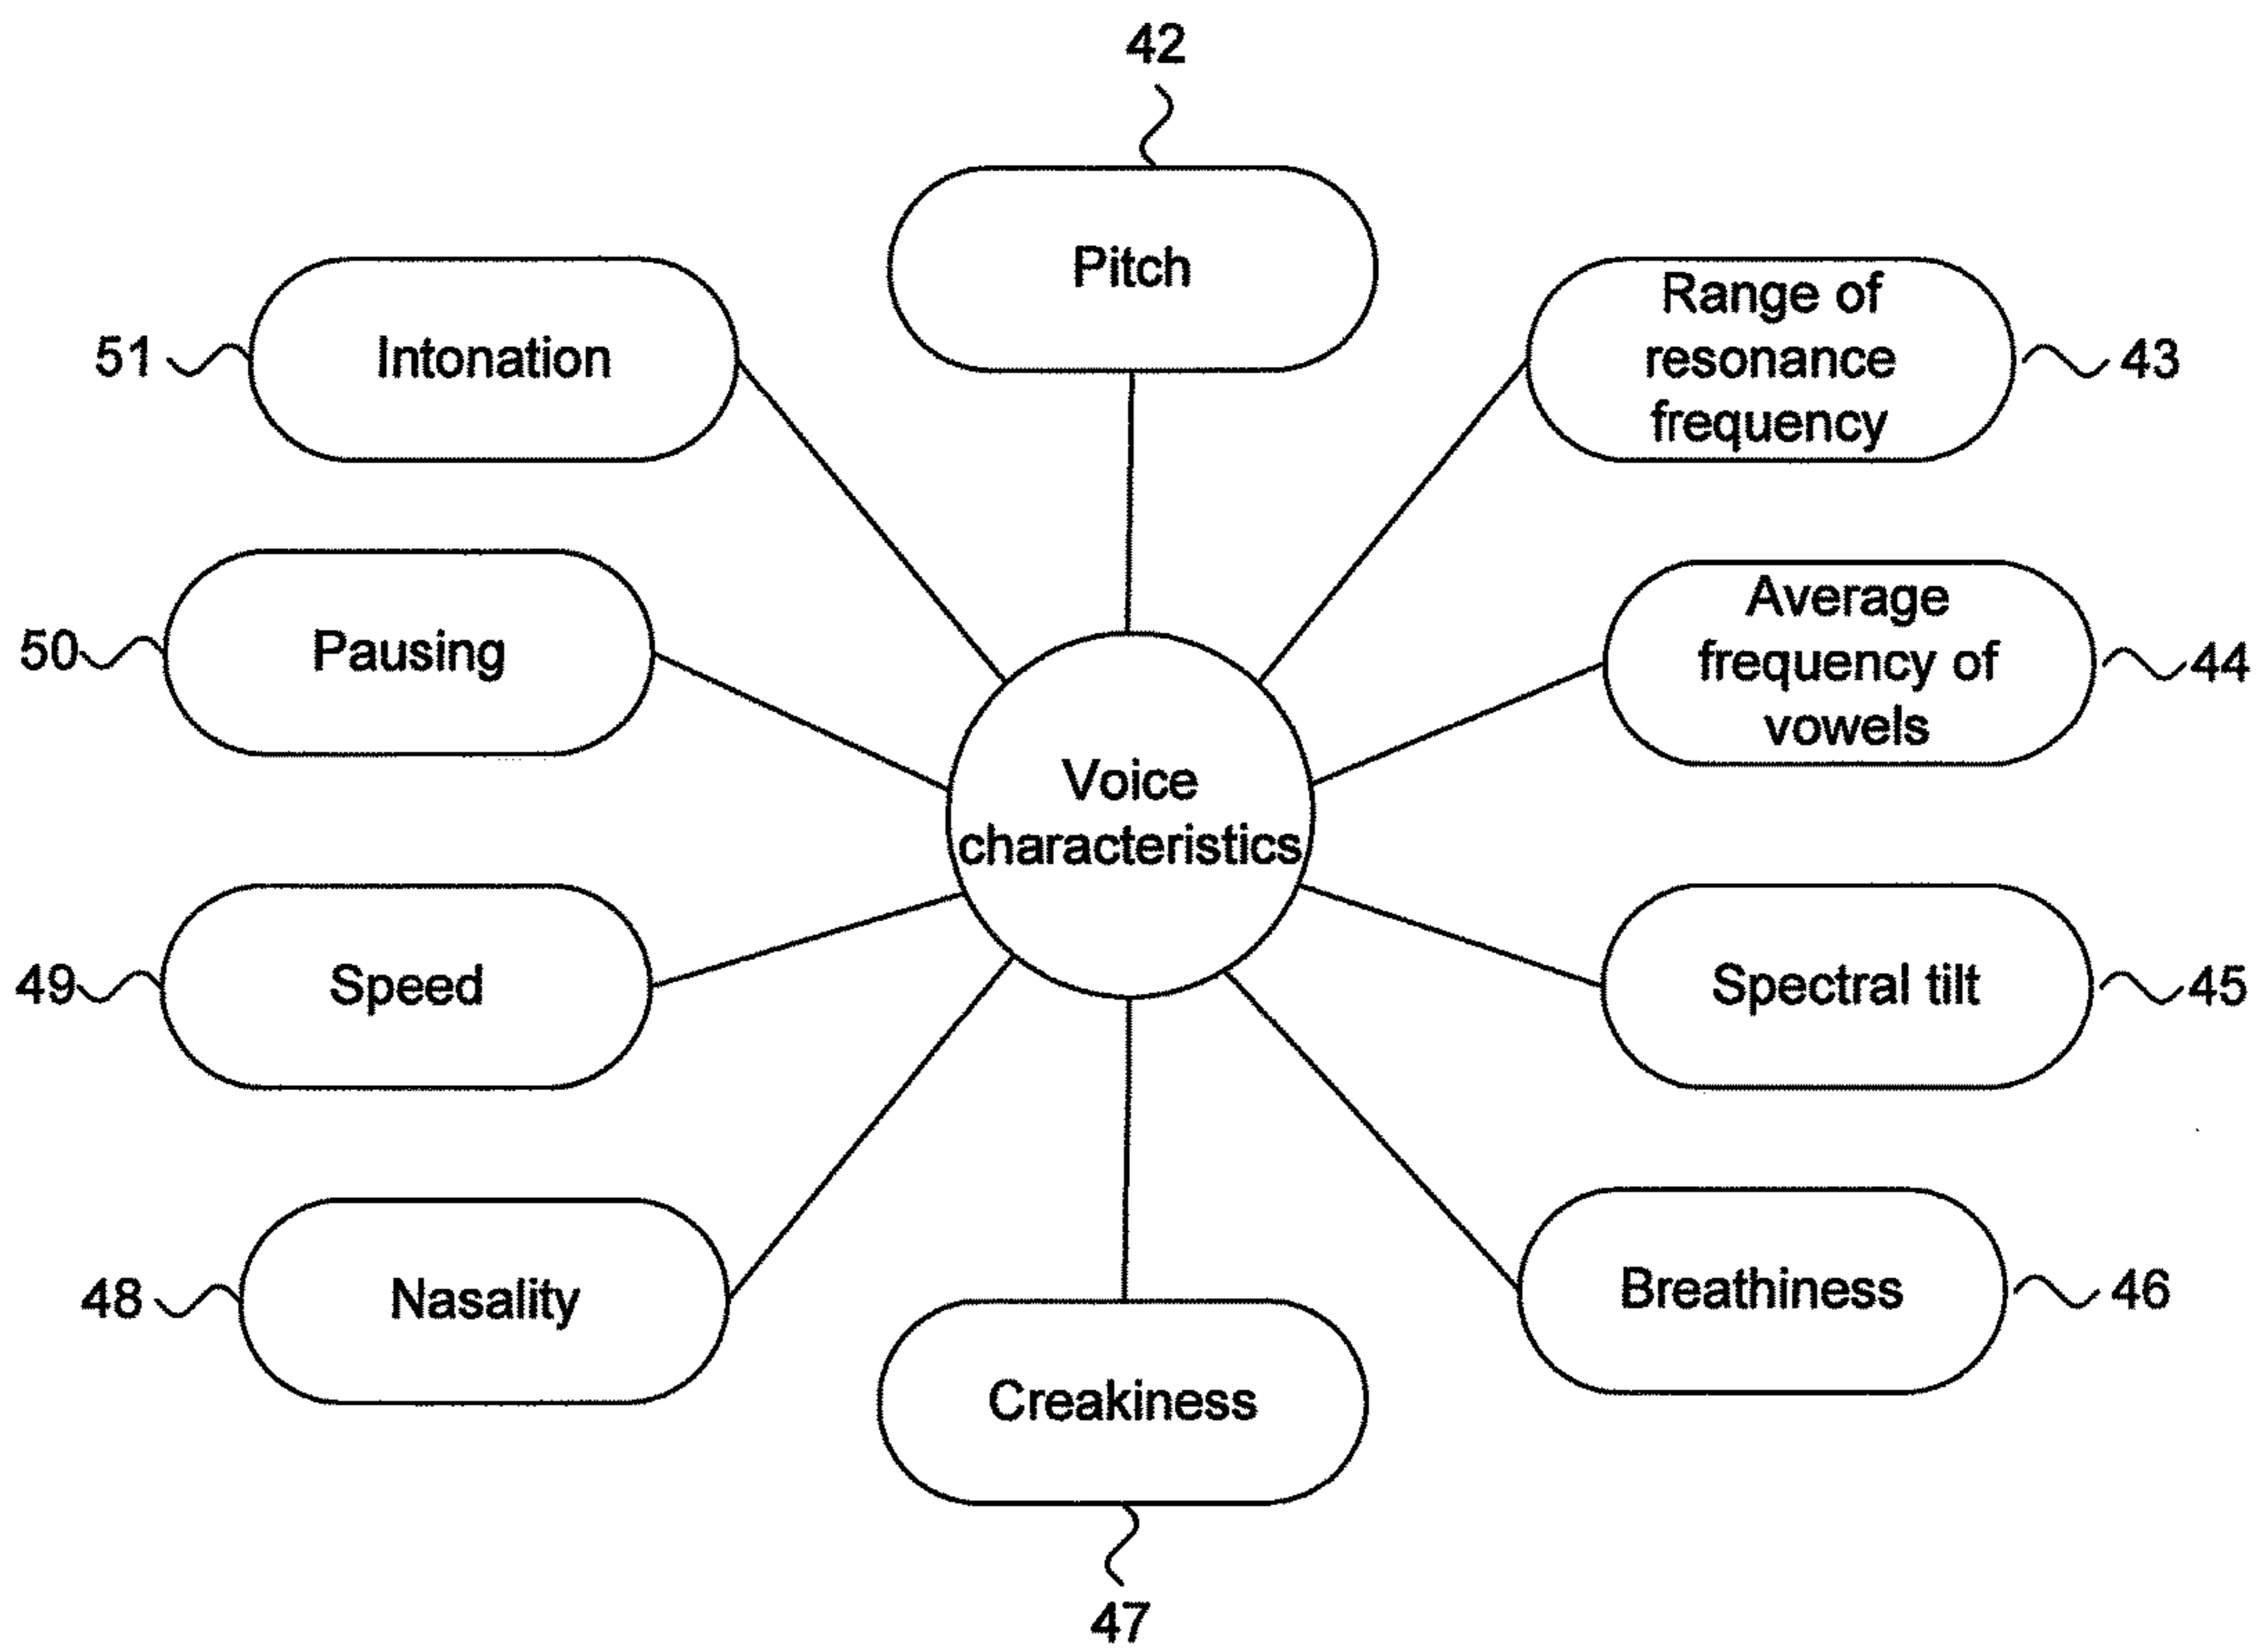 42
Pitch
Range of
resonance
frequency
43
51
Intonation
Average
frequency of
vowels
44
50
Pausing
Voice
characteristics
49
Speed
Spectral tilt
45
48
Nasality
Breathiness
46
Creakiness
47